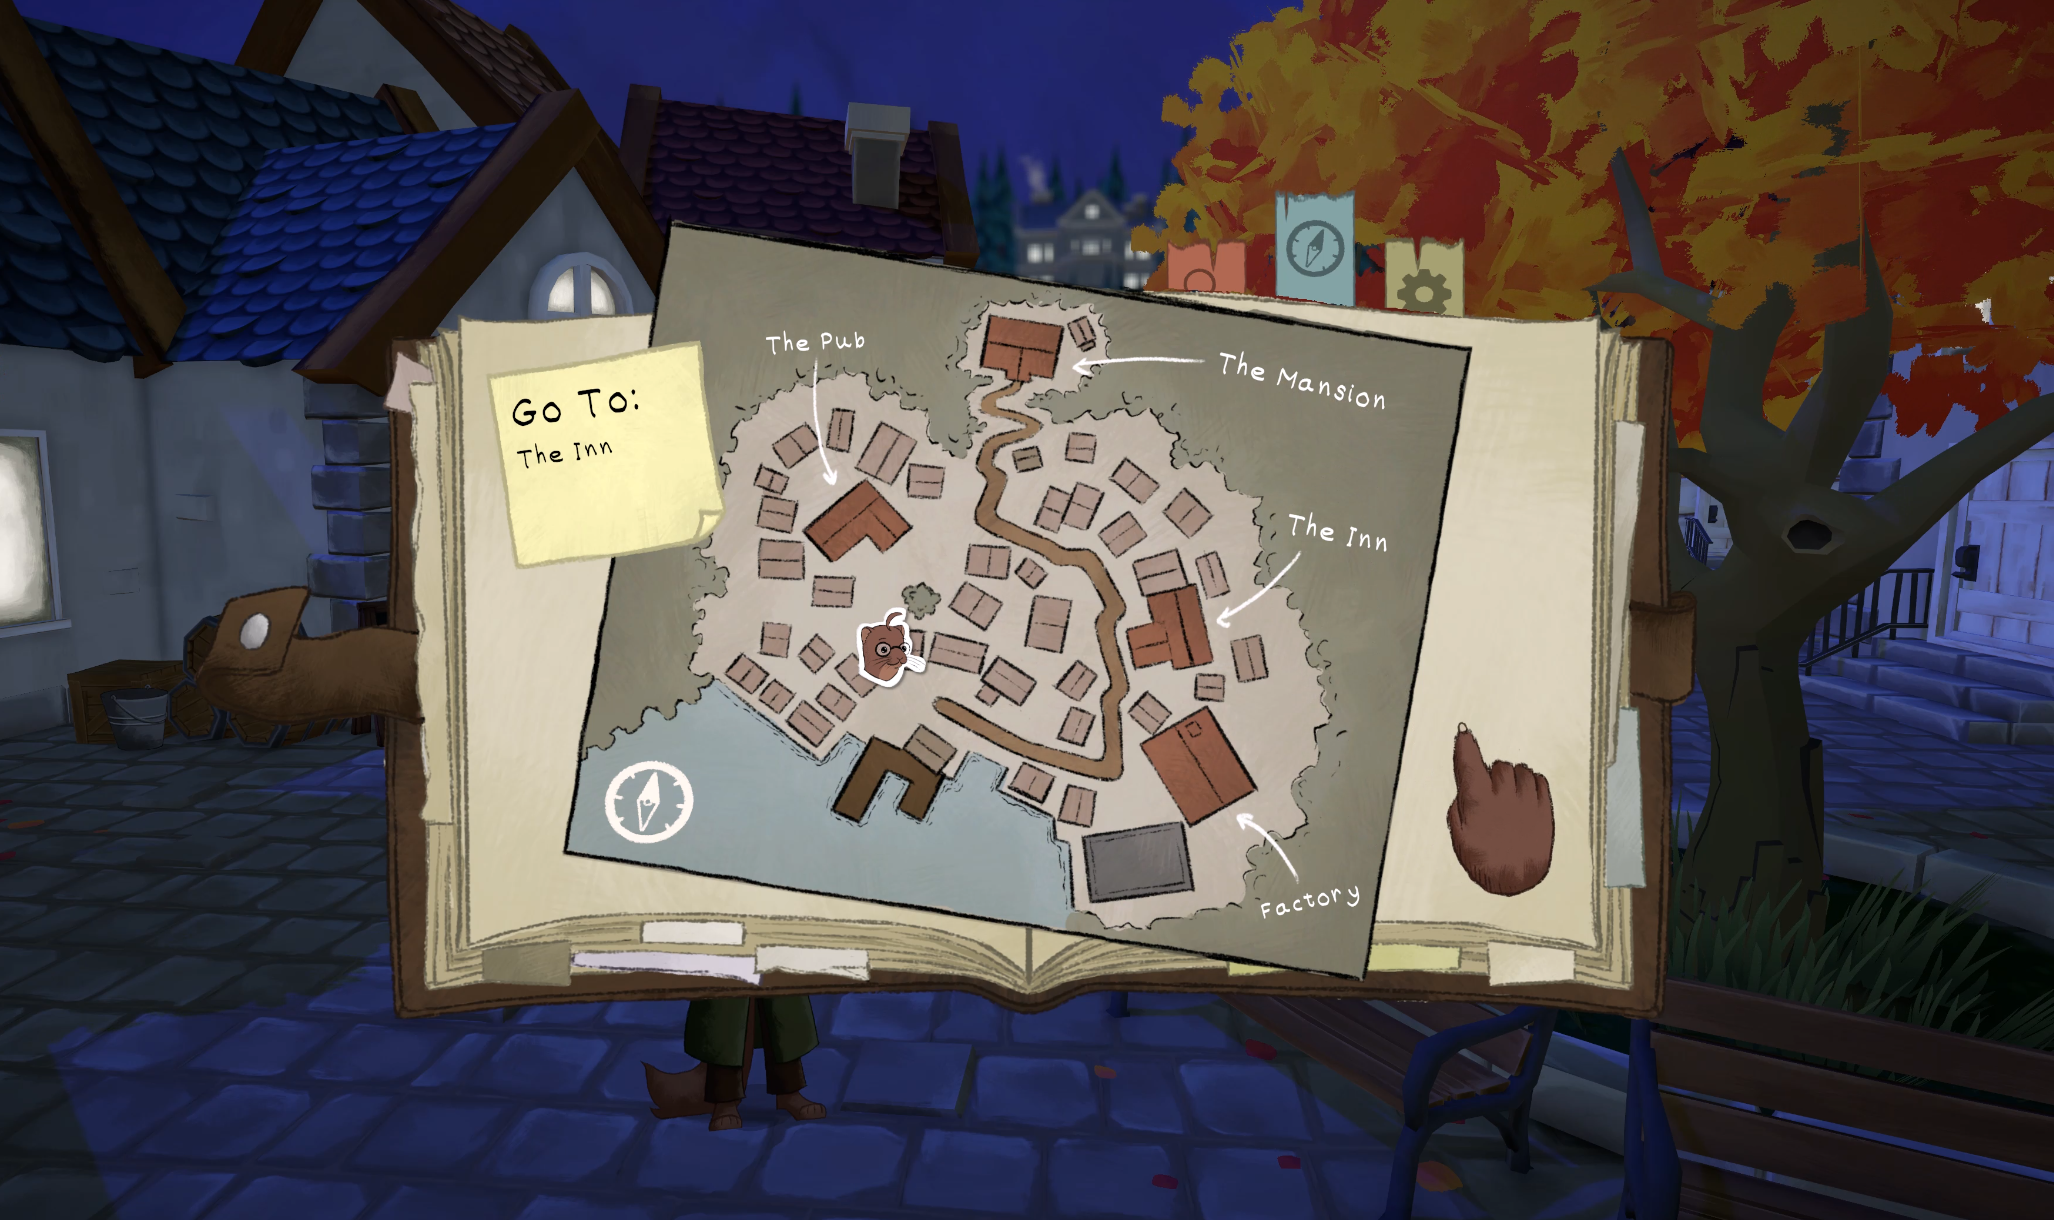 Go To:
The Inn
The Pub
The Mansion
The Inn
Factory